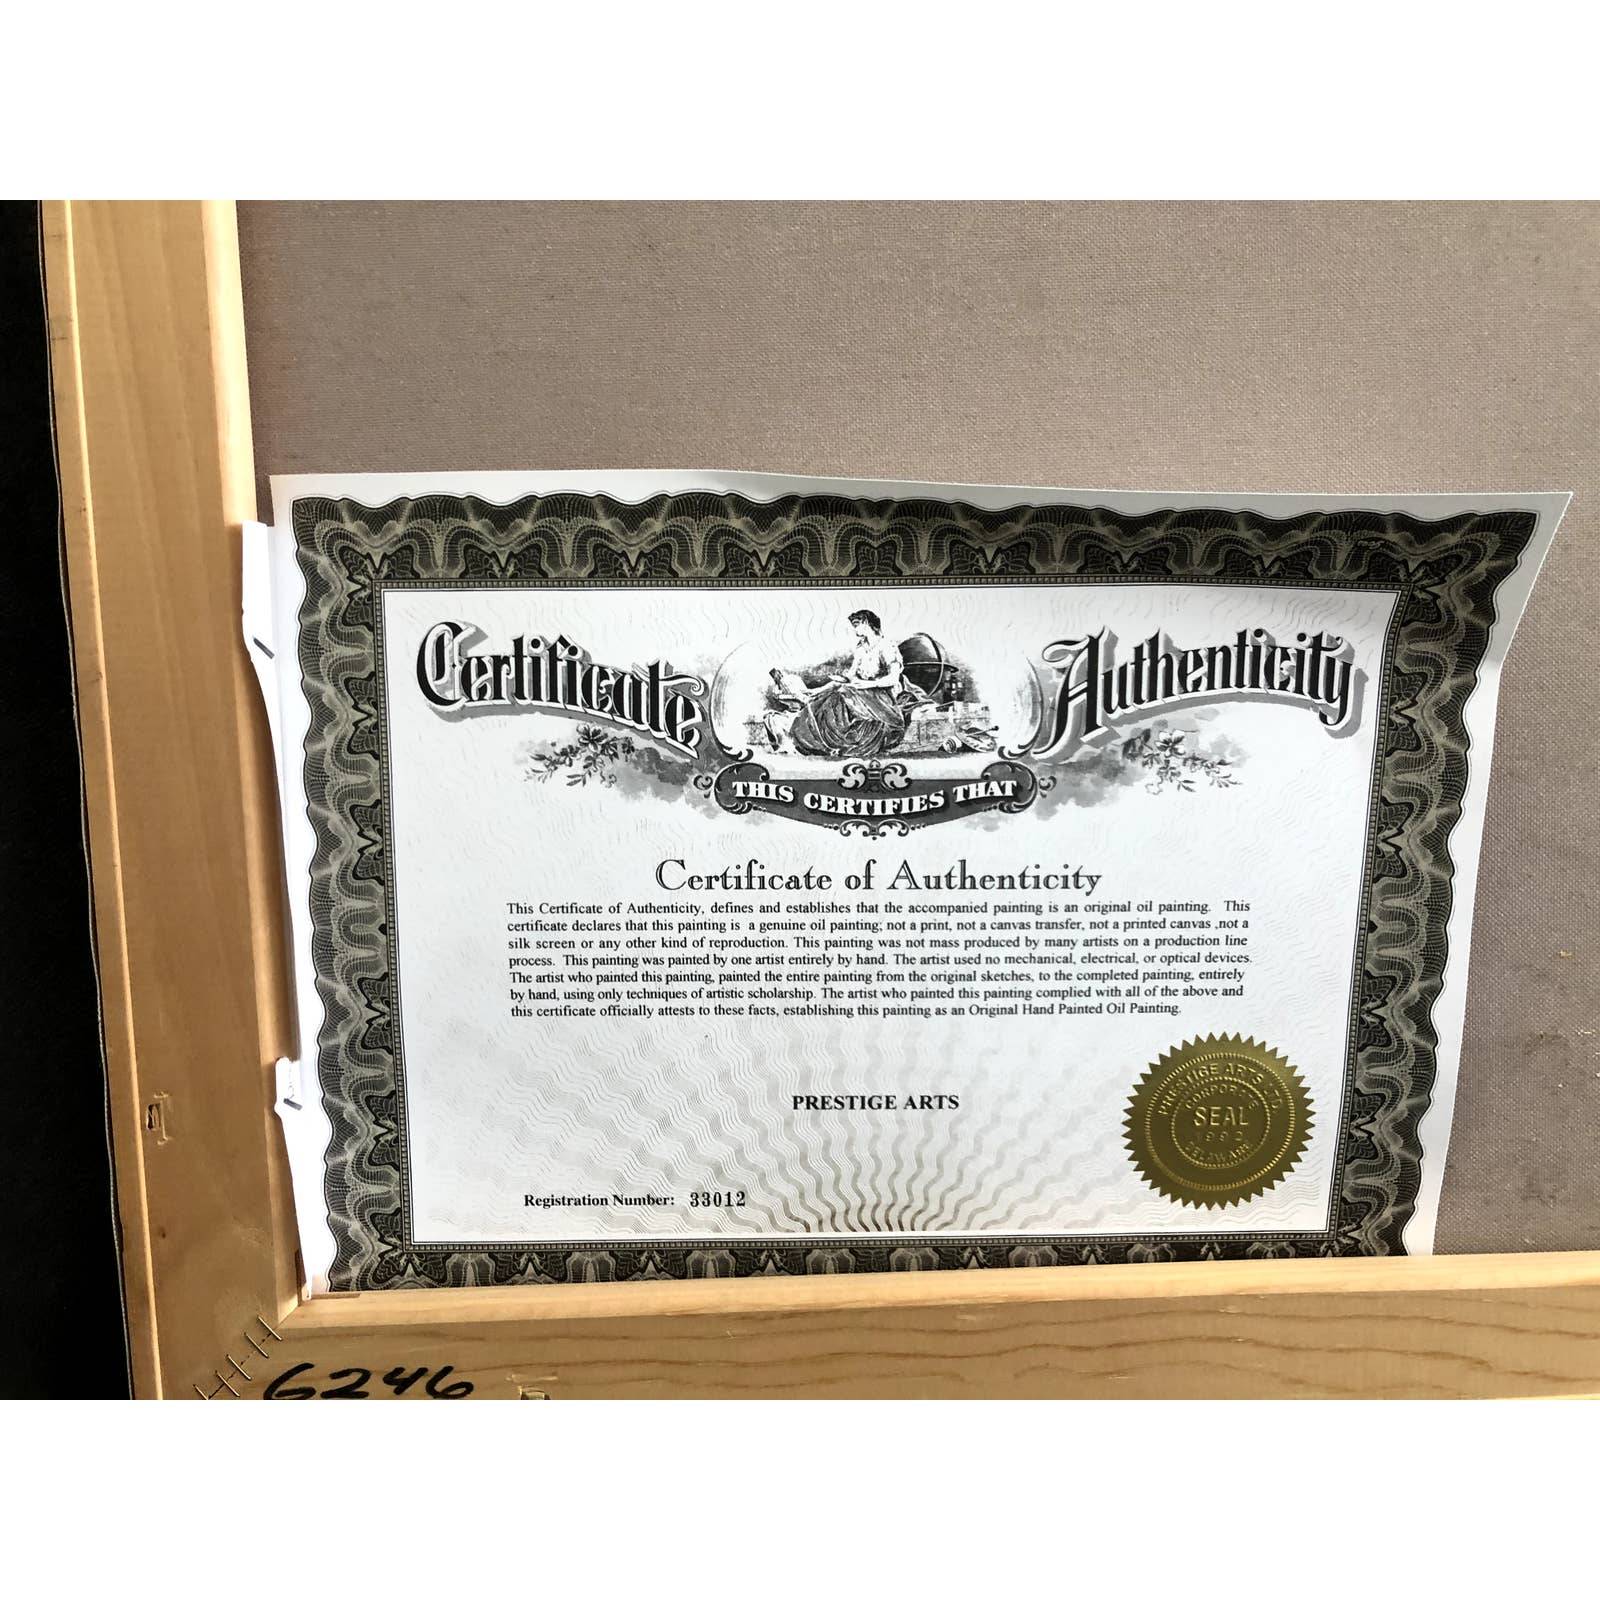 Certificate Authenticity
THIS CERTIFIES THAT
Certificate of Authenticity
This Certificate of Authenticity, defines and establishes that the accompanied painting is an original oil painting. This
certificate declares that this painting is a genuine oil painting; not a print, not a canvas transfer, not a printed canvas ,not a
silk screen or any other kind of reproduction. This painting was not mass produced by many artists on a production line
process. This painting was painted by one artist entirely by hand. The artist used no mechanical, electrical, or optical devices.
The artist who painted this painting, painted the entire painting from the original sketches, to the completed painting, entirely
by hand, using only techniques of artistic scholarship. The artist who painted this painting complied with all of the above and
this certificate officially attests to these facts, establishing this painting as an Original Hand Painted Oil Painting.
PRESTIGE ARTS
PRESTIGE ARTS LTD
CORPORATE
SEAL
1992
DELAWARE
Registration Number: 33012
6246